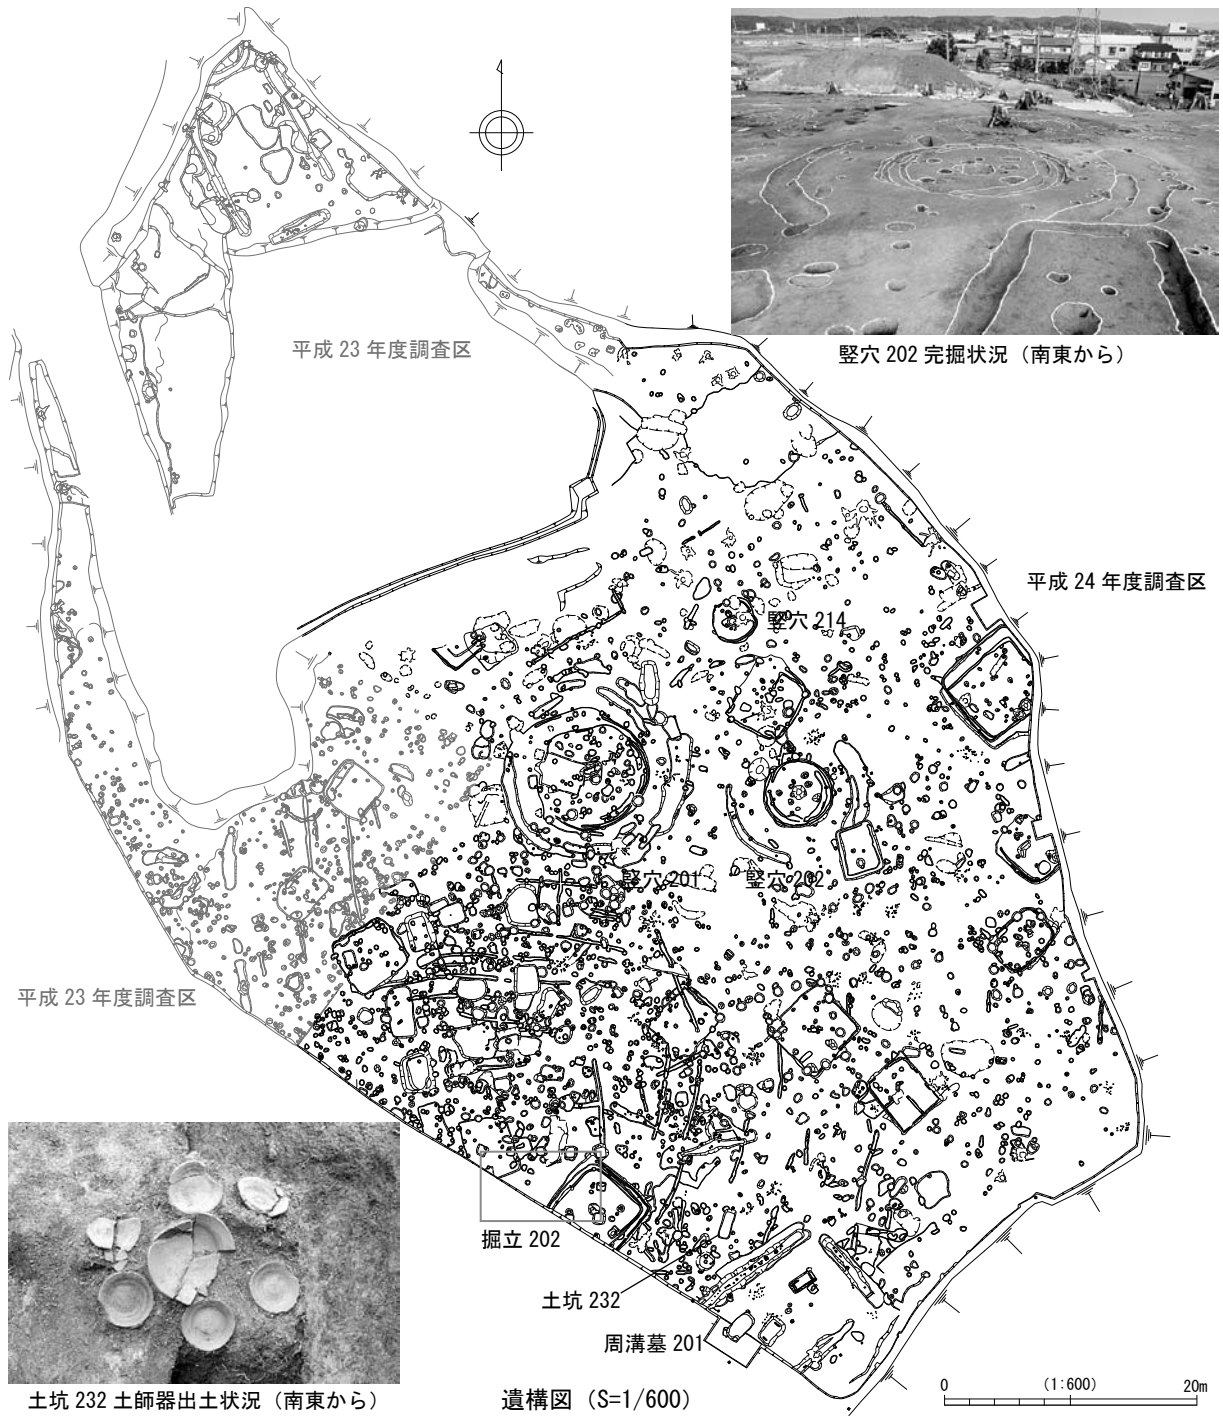 竪穴 202 完掘状況（南東から）
平成 23 年度調査区
平成 24 年度調査区
竪穴 214
竪穴 201
竪穴 202
平成 23 年度調査区
掘立 202
土坑 232
周溝墓 201
土坑 232 土師器出土状況（南東から）
遺構図（S=1/600）
0 (1:600) 20m